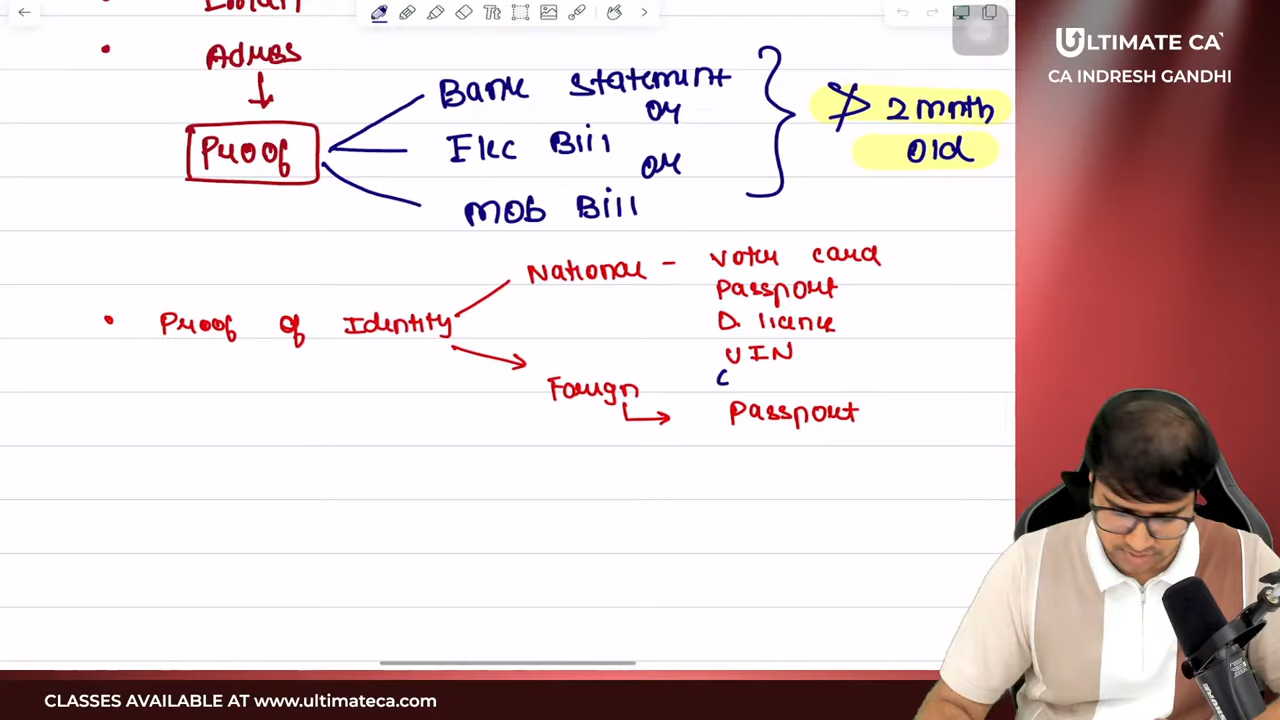 ULTIMATE CA
CA INDRESH GANDHI
Adress
Proof
Bank statement
or
Elec Bill
or
Mob Bill
≯ 2 mnth
old
Proof of Identity
National - Voter card
Passport
D. licence
UIN
C
Foreign
Passport
CLASSES AVAILABLE AT www.ultimateca.com